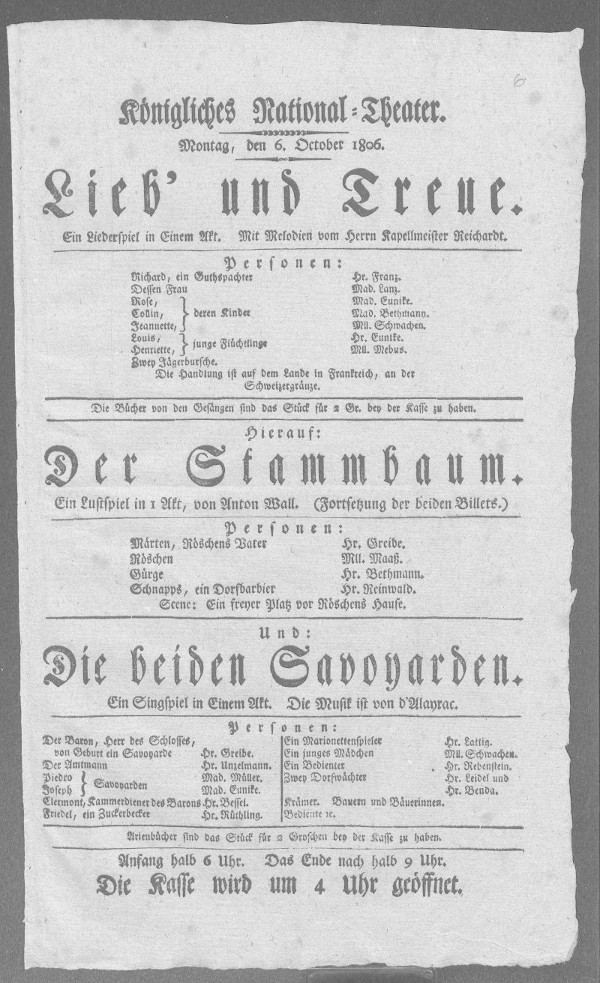 6
Königliches National-Theater.
Montag, den 6. October 1806.
Lieb' und Treue.
Ein Liederspiel in Einem Akt. Mit Melodien vom Herrn Kapellmeister Reichardt.
Personen:
Richard, ein Guthspachter Hr. Franz.
Dessen Frau Mad. Lanz.
Rose, Mad. Eunike.
Collin, deren Kinder Mad. Bethmann.
Jeannette, Mll. Schwachen.
Louis, Hr. Eunike.
Henriette, junge Flüchtlinge Mll. Mebus.
Zwey Jägerbursche.
Die Handlung ist auf dem Lande in Frankreich, an der
Schweizergränze.
Die Bücher von den Gesängen sind das Stück für 2 Gr. bey der Kasse zu haben.
Hierauf:
Der Stammbaum.
Ein Lustspiel in 1 Akt, von Anton Wall. (Fortsetzung der beiden Billets.)
Personen:
Märten, Röschens Vater Hr. Greibe.
Röschen Mll. Maaß.
Gürge Hr. Bethmann.
Schnapps, ein Dorfbarbier Hr. Reinwald.
Scene: Ein freyer Platz vor Röschens Hause.
Und:
Die beiden Savoyarden.
Ein Singspiel in Einem Akt. Die Musik ist von d'Alayrac.
Personen:
Der Baron, Herr des Schlosses,
von Geburt ein Savoyarde Hr. Greibe.
Der Amtmann Hr. Unzelmann.
Piedro Mad. Müller.
Joseph Savoyarden Mad. Eunike.
Clermont, Kammerdiener des Barons Hr. Bessel.
Friedel, ein Zuckerbecker Hr. Rüthling.
Ein Marionettenspieler Hr. Lattig.
Ein junges Mädchen Mll. Schwachen.
Ein Bedienter Hr. Rebenstein.
Zwey Dorfwächter Hr. Leidel und
Hr. Benda.
Krämer. Bauern und Bäuerinnen.
Bediente ꝛc.
Arienbücher sind das Stück für 2 Groschen bey der Kasse zu haben.
Anfang halb 6 Uhr. Das Ende nach halb 9 Uhr.
Die Kasse wird um 4 Uhr geöffnet.